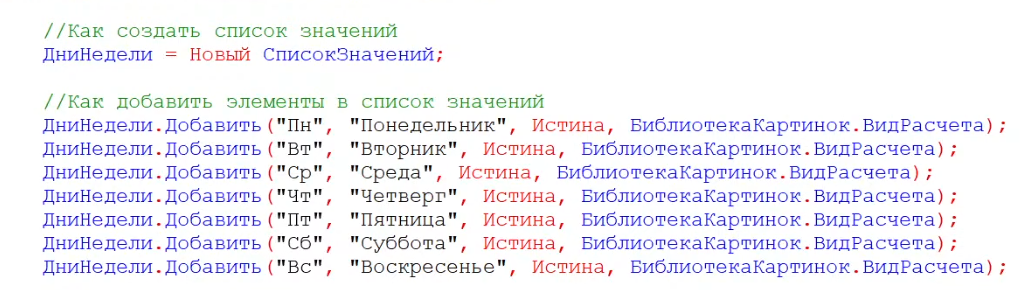 //Как создать список значений
ДниНедели = Новый СписокЗначений;
//Как добавить элементы в список значений
ДниНедели.Добавить("Пн", "Понедельник", Истина, БиблиотекаКартинок.ВидРасчета);
ДниНедели.Добавить("Вт", "Вторник", Истина, БиблиотекаКартинок.ВидРасчета);
ДниНедели.Добавить("Ср", "Среда", Истина, БиблиотекаКартинок.ВидРасчета);
ДниНедели.Добавить("Чт", "Четверг", Истина, БиблиотекаКартинок.ВидРасчета);
ДниНедели.Добавить("Пт", "Пятница", Истина, БиблиотекаКартинок.ВидРасчета);
ДниНедели.Добавить("Сб", "Суббота", Истина, БиблиотекаКартинок.ВидРасчета);
ДниНедели.Добавить("Вс", "Воскресенье", Истина, БиблиотекаКартинок.ВидРасчета);